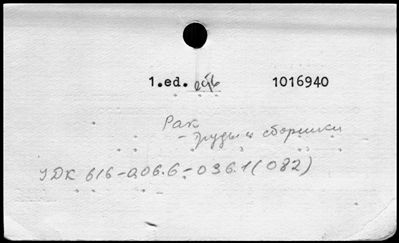 1.ed. 1016940
Рак
- Труды и сборники
УДК 616-006.6-036.1(082)